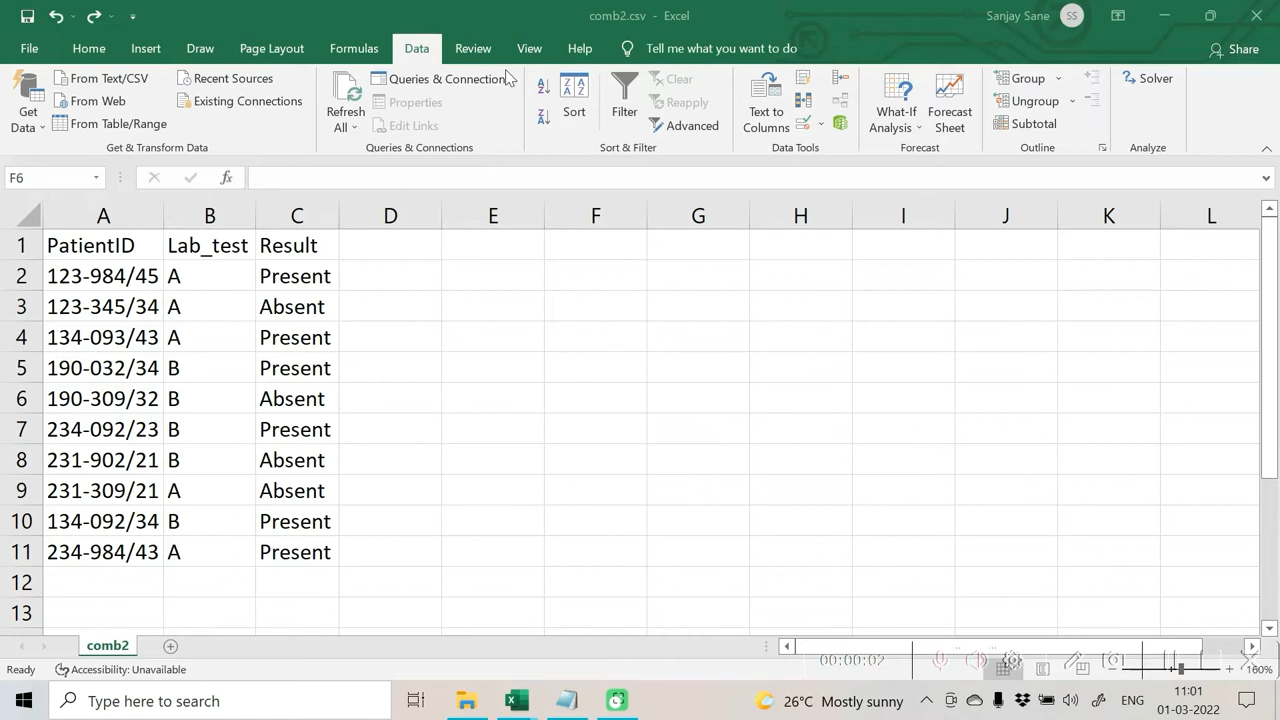 comb2.csv - Excel
Sanjay Sane
SS
File
Home
Insert
Draw
Page Layout
Formulas
Data
Review
View
Help
Tell me what you want to do
Share
Get Data
From Text/CSV
From Web
From Table/Range
Recent Sources
Existing Connections
Get & Transform Data
Refresh All
Queries & Connection
Properties
Edit Links
Queries & Connections
Sort
Filter
Clear
Reapply
Advanced
Sort & Filter
Text to Columns
Data Tools
What-If Analysis
Forecast Sheet
Forecast
Group
Ungroup
Subtotal
Outline
Solver
Analyze
F6
fx
A B C D E F G H I J K L
1 PatientID Lab_test Result
2 123-984/45 A Present
3 123-345/34 A Absent
4 134-093/43 A Present
5 190-032/34 B Present
6 190-309/32 B Absent
7 234-092/23 B Present
8 231-902/21 B Absent
9 231-309/21 A Absent
10 134-092/34 B Present
11 234-984/43 A Present
12
13
comb2
Ready
Accessibility: Unavailable
00:00:02
160%
Type here to search
26°C Mostly sunny
ENG
11:01
01-03-2022